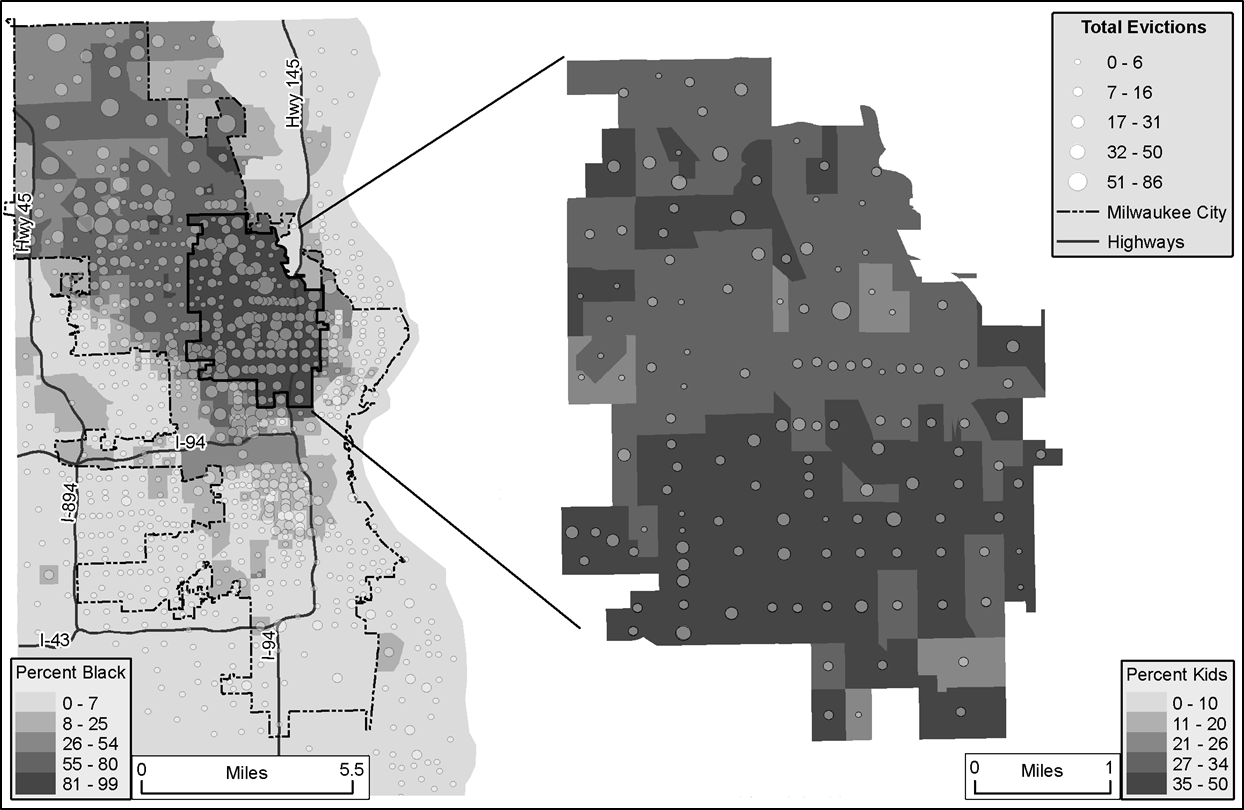 Hwy 145
Hwy 45
I-94
I-894
I-43
I-94
Percent Black
0 - 7
8 - 25
26 - 54
55 - 80
81 - 99
0 Miles 5.5
Total Evictions
0 - 6
7 - 16
17 - 31
32 - 50
51 - 86
Milwaukee City
Highways
0 Miles 1
Percent Kids
0 - 10
11 - 20
21 - 26
27 - 34
35 - 50